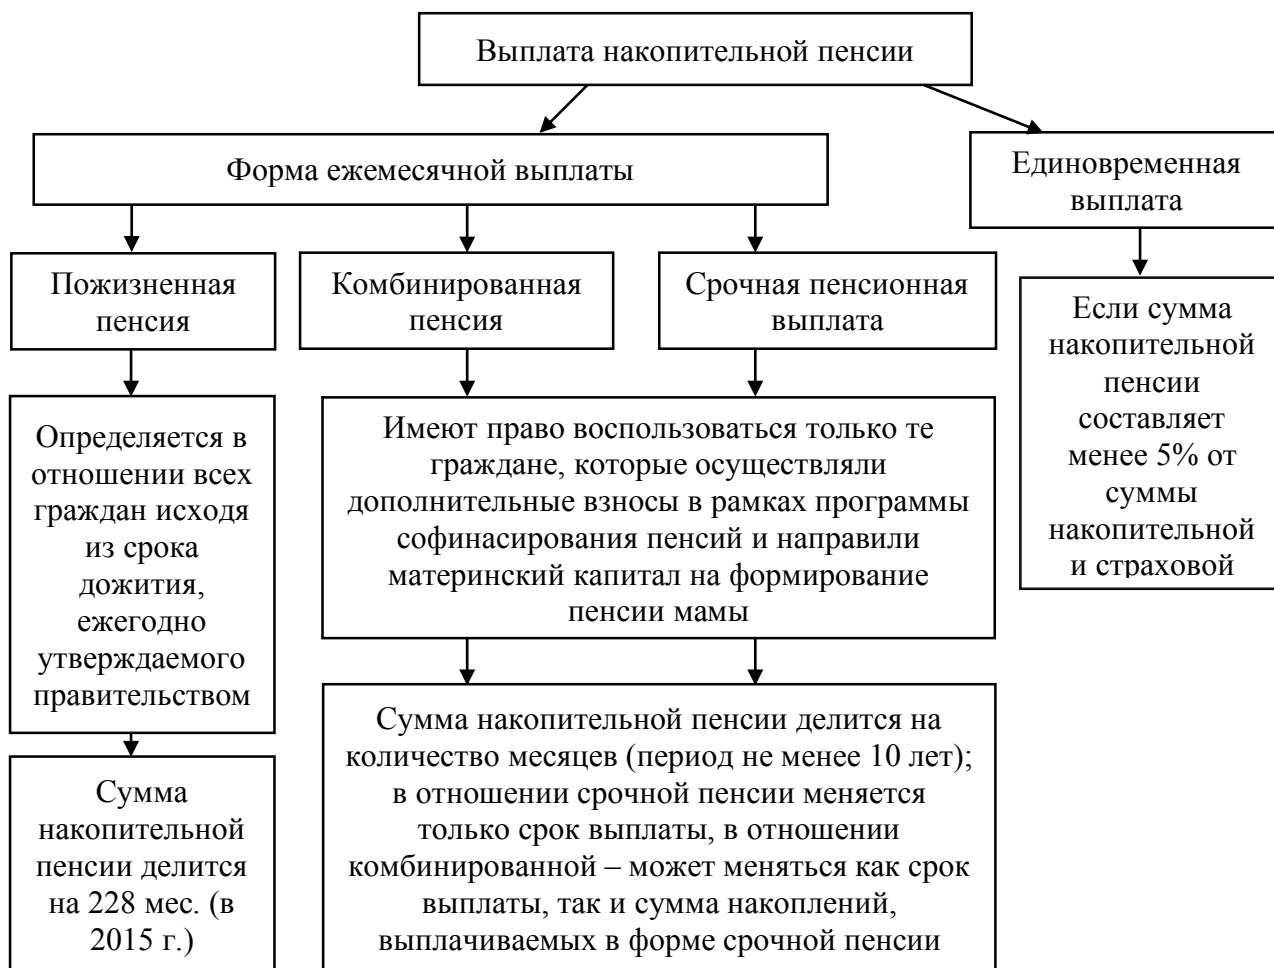 Выплата накопительной пенсии
Форма ежемесячной выплаты
Единовременная
выплата
Пожизненная
пенсия
Комбинированная
пенсия
Срочная пенсионная
выплата
Если сумма
накопительной
пенсии
составляет
менее 5% от
суммы
накопительной
и страховой
Определяется в
отношении всех
граждан исходя
из срока
дожития,
ежегодно
утверждаемого
правительством
Имеют право воспользоваться только те
граждане, которые осуществляли
дополнительные взносы в рамках программы
софинасирования пенсий и направили
материнский капитал на формирование
пенсии мамы
Сумма
накопительной
пенсии делится
на 228 мес. (в
2015 г.)
Сумма накопительной пенсии делится на
количество месяцев (период не менее 10 лет);
в отношении срочной пенсии меняется
только срок выплаты, в отношении
комбинированной – может меняться как срок
выплаты, так и сумма накоплений,
выплачиваемых в форме срочной пенсии